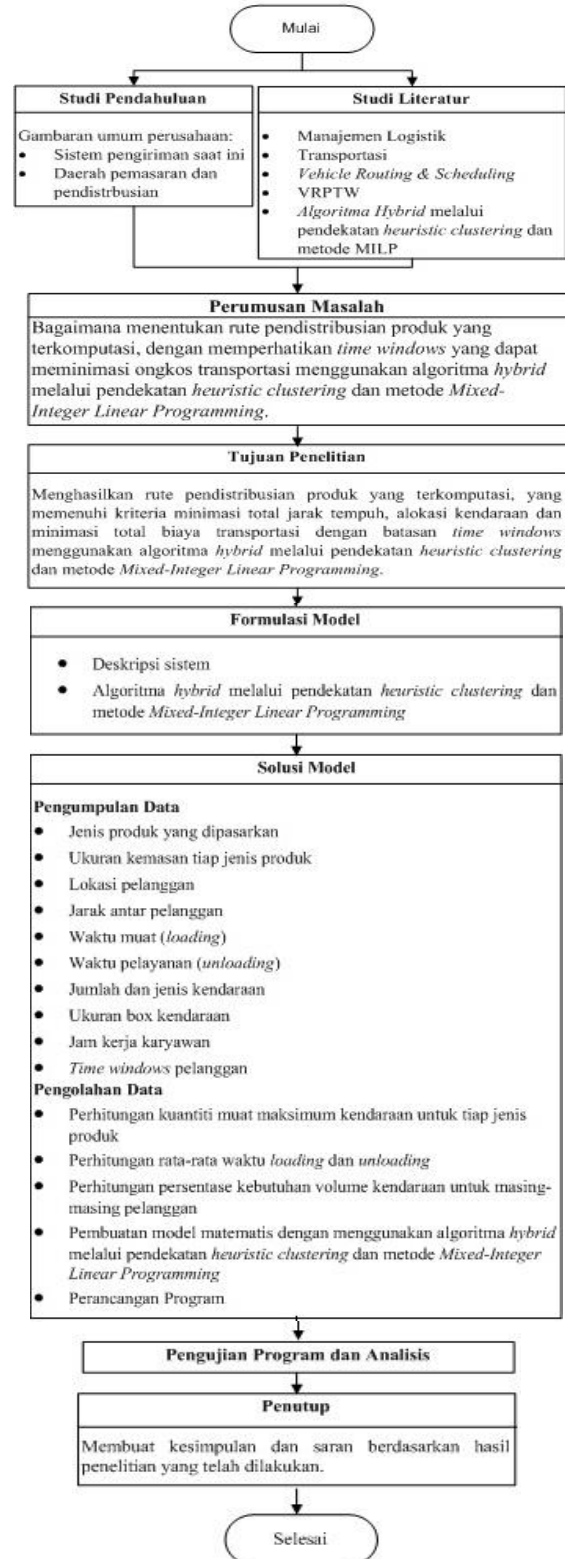 Mulai
Studi Pendahuluan
Gambaran umum perusahaan:
• Sistem pengiriman saat ini
• Daerah pemasaran dan
pendistrbusian
Studi Literatur
• Manajemen Logistik
• Transportasi
• Vehicle Routing & Scheduling
• VRPTW
• Algoritma Hybrid melalui
pendekatan heuristic clustering dan
metode MILP
Perumusan Masalah
Bagaimana menentukan rute pendistribusian produk yang
terkomputasi, dengan memperhatikan time windows yang dapat
meminimasi ongkos transportasi menggunakan algoritma hybrid
melalui pendekatan heuristic clustering dan metode Mixed-
Integer Linear Programming.
Tujuan Penelitian
Menghasilkan rute pendistribusian produk yang terkomputasi, yang
memenuhi kriteria minimasi total jarak tempuh, alokasi kendaraan dan
minimasi total biaya transportasi dengan batasan time windows
menggunakan algoritma hybrid melalui pendekatan heuristic clustering
dan metode Mixed-Integer Linear Programming.
Formulasi Model
• Deskripsi sistem
• Algoritma hybrid melalui pendekatan heuristic clustering dan
metode Mixed-Integer Linear Programming
Solusi Model
Pengumpulan Data
• Jenis produk yang dipasarkan
• Ukuran kemasan tiap jenis produk
• Lokasi pelanggan
• Jarak antar pelanggan
• Waktu muat (loading)
• Waktu pelayanan (unloading)
• Jumlah dan jenis kendaraan
• Ukuran box kendaraan
• Jam kerja karyawan
• Time windows pelanggan
Pengolahan Data
• Perhitungan kuantiti muat maksimum kendaraan untuk tiap jenis
produk
• Perhitungan rata-rata waktu loading dan unloading
• Perhitungan persentase kebutuhan volume kendaraan untuk masing-
masing pelanggan
• Pembuatan model matematis dengan menggunakan algoritma hybrid
melalui pendekatan heuristic clustering dan metode Mixed-Integer
Linear Programming
• Perancangan Program
Pengujian Program dan Analisis
Penutup
Membuat kesimpulan dan saran berdasarkan hasil
penelitian yang telah dilakukan.
Selesai